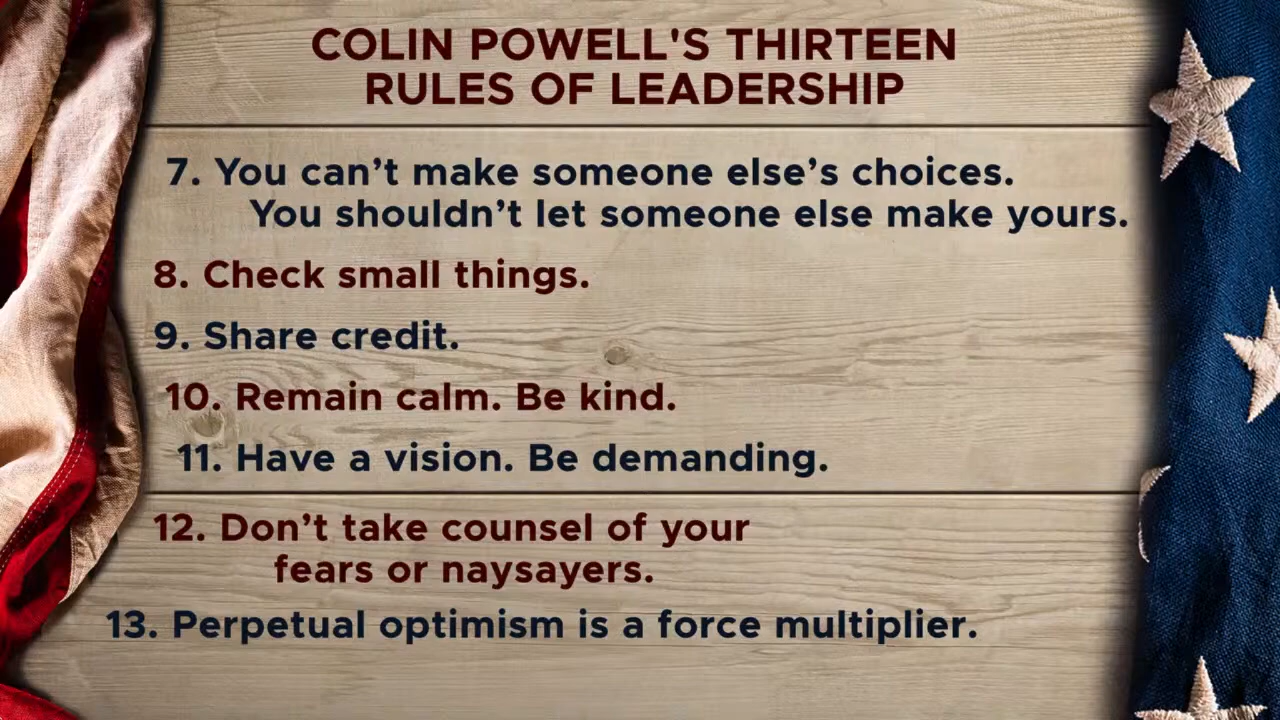 COLIN POWELL'S THIRTEEN
RULES OF LEADERSHIP
7. You can't make someone else's choices.
You shouldn't let someone else make yours.
8. Check small things.
9. Share credit.
10. Remain calm. Be kind.
11. Have a vision. Be demanding.
12. Don't take counsel of your
fears or naysayers.
13. Perpetual optimism is a force multiplier.